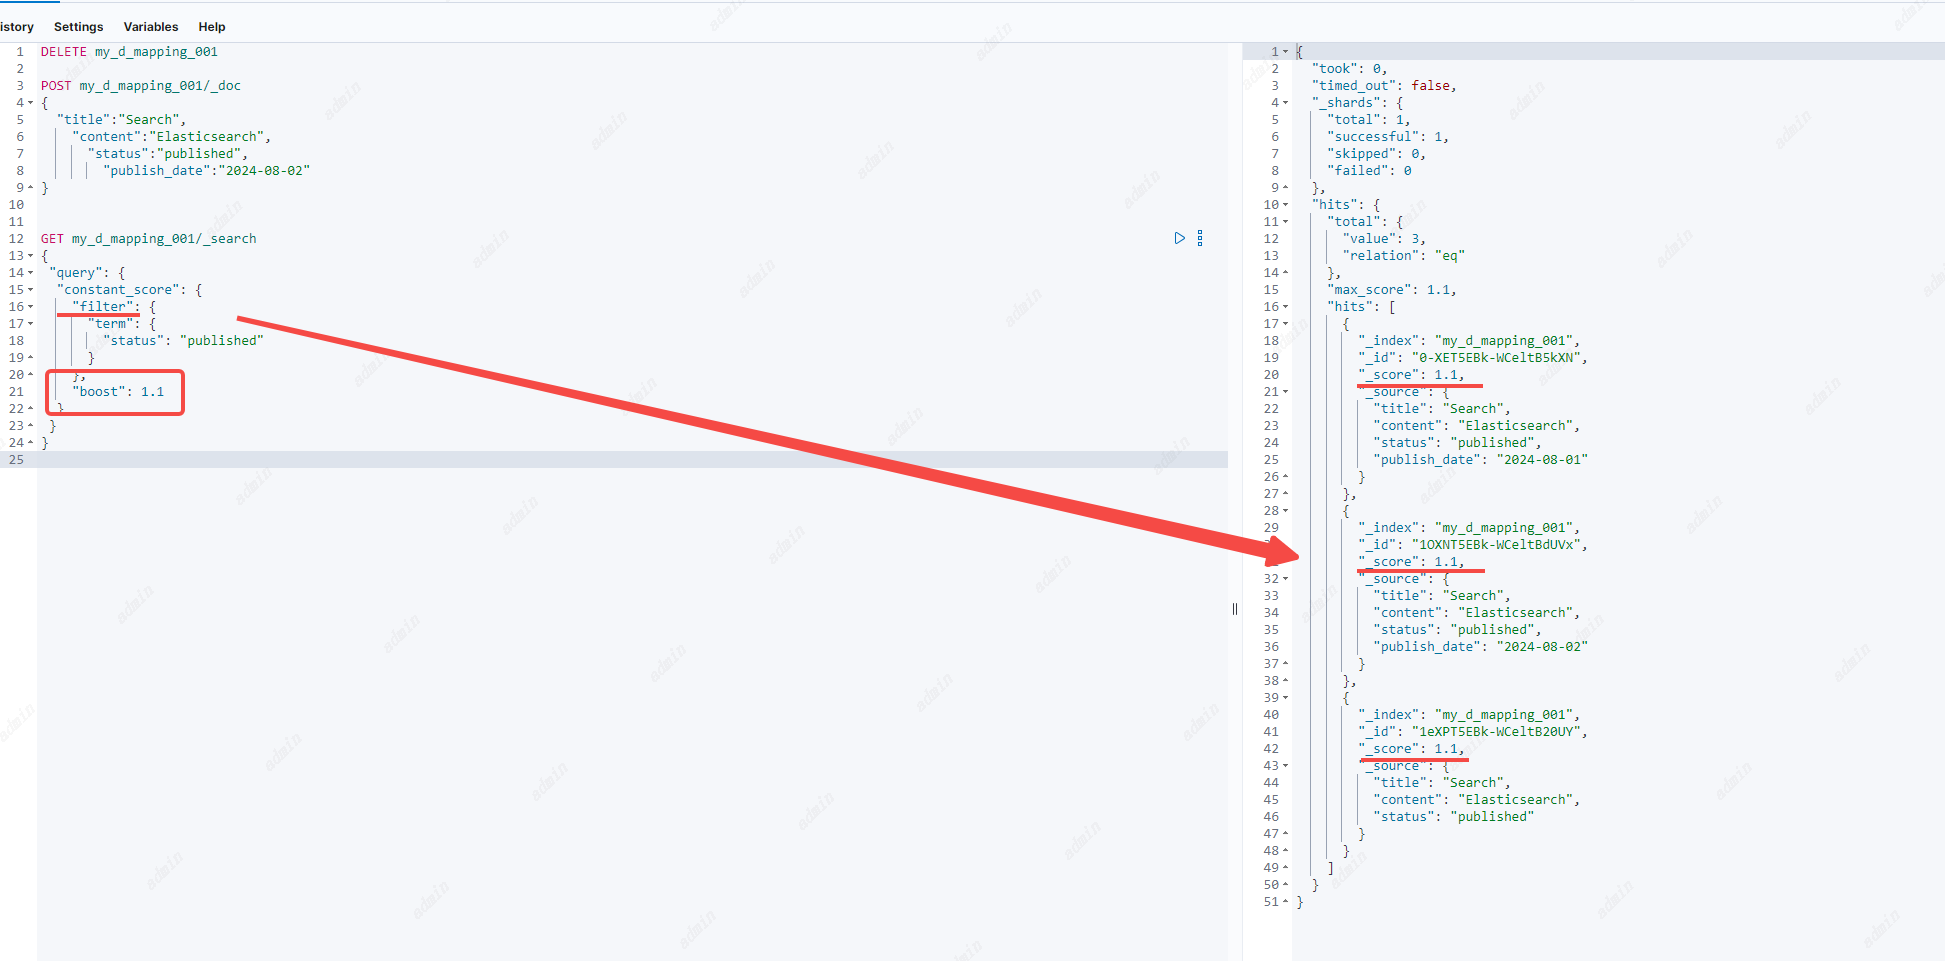 istory Settings Variables Help
1 DELETE my_d_mapping_001
2
3 POST my_d_mapping_001/_doc
4 {
5 "title":"Search",
6 "content":"Elasticsearch",
7 "status":"published",
8 "publish_date":"2024-08-02"
9 }
10
11
12 GET my_d_mapping_001/_search
13 {
14 "query": {
15 "constant_score": {
16 "filter": {
17 "term": {
18 "status": "published"
19 }
20 },
21 "boost": 1.1
22 }
23 }
24 }
25
1 {
2 "took": 0,
3 "timed_out": false,
4 "_shards": {
5 "total": 1,
6 "successful": 1,
7 "skipped": 0,
8 "failed": 0
9 },
10 "hits": {
11 "total": {
12 "value": 3,
13 "relation": "eq"
14 },
15 "max_score": 1.1,
16 "hits": [
17 {
18 "_index": "my_d_mapping_001",
19 "_id": "0-XET5EBk-WCeltB5kXN",
20 "_score": 1.1,
21 "_source": {
22 "title": "Search",
23 "content": "Elasticsearch",
24 "status": "published",
25 "publish_date": "2024-08-01"
26 }
27 },
28 {
29 "_index": "my_d_mapping_001",
"_id": "1OXNT5EBk-WCeltBdUVx",
"_score": 1.1,
32 "_source": {
33 "title": "Search",
34 "content": "Elasticsearch",
35 "status": "published",
36 "publish_date": "2024-08-02"
37 }
38 },
39 {
40 "_index": "my_d_mapping_001",
41 "_id": "1eXPT5EBk-WCeltB20UY",
42 "_score": 1.1,
43 "_source": {
44 "title": "Search",
45 "content": "Elasticsearch",
46 "status": "published"
47 }
48 }
49 ]
50 }
51 }